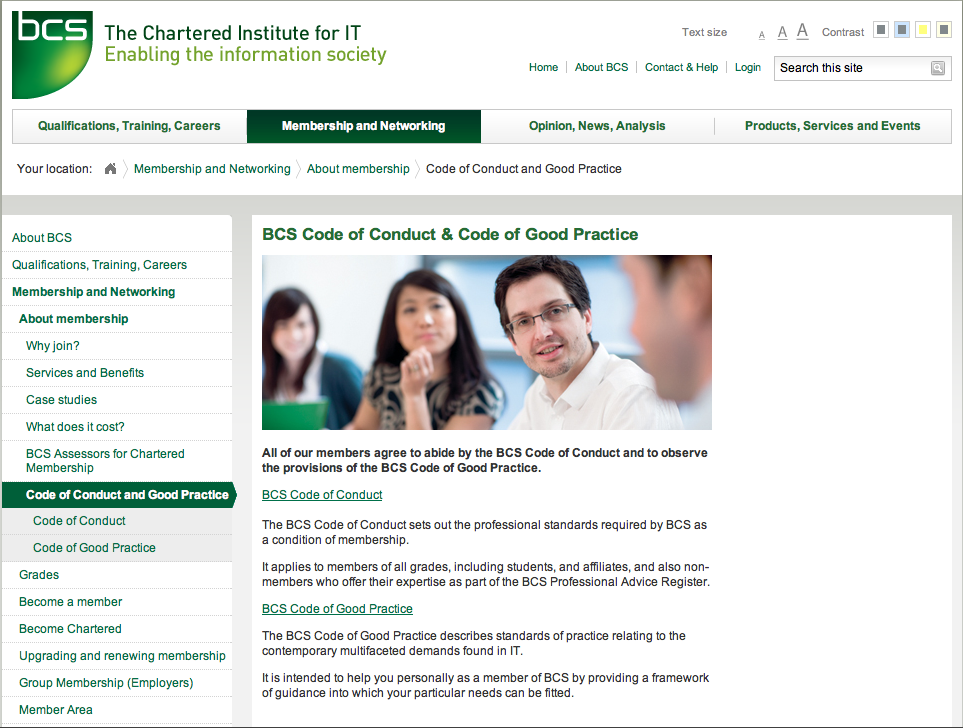 bcs
The Chartered Institute for IT
Enabling the information society
Text size A A A Contrast
Home About BCS Contact & Help Login Search this site
Qualifications, Training, Careers Membership and Networking Opinion, News, Analysis Products, Services and Events
Your location: Membership and Networking About membership Code of Conduct and Good Practice
About BCS
Qualifications, Training, Careers
Membership and Networking
About membership
Why join?
Services and Benefits
Case studies
What does it cost?
BCS Assessors for Chartered
Membership
Code of Conduct and Good Practice
Code of Conduct
Code of Good Practice
Grades
Become a member
Become Chartered
Upgrading and renewing membership
Group Membership (Employers)
Member Area
BCS Code of Conduct & Code of Good Practice
All of our members agree to abide by the BCS Code of Conduct and to observe
the provisions of the BCS Code of Good Practice.
BCS Code of Conduct
The BCS Code of Conduct sets out the professional standards required by BCS as
a condition of membership.
It applies to members of all grades, including students, and affiliates, and also non-
members who offer their expertise as part of the BCS Professional Advice Register.
BCS Code of Good Practice
The BCS Code of Good Practice describes standards of practice relating to the
contemporary multifaceted demands found in IT.
It is intended to help you personally as a member of BCS by providing a framework
of guidance into which your particular needs can be fitted.